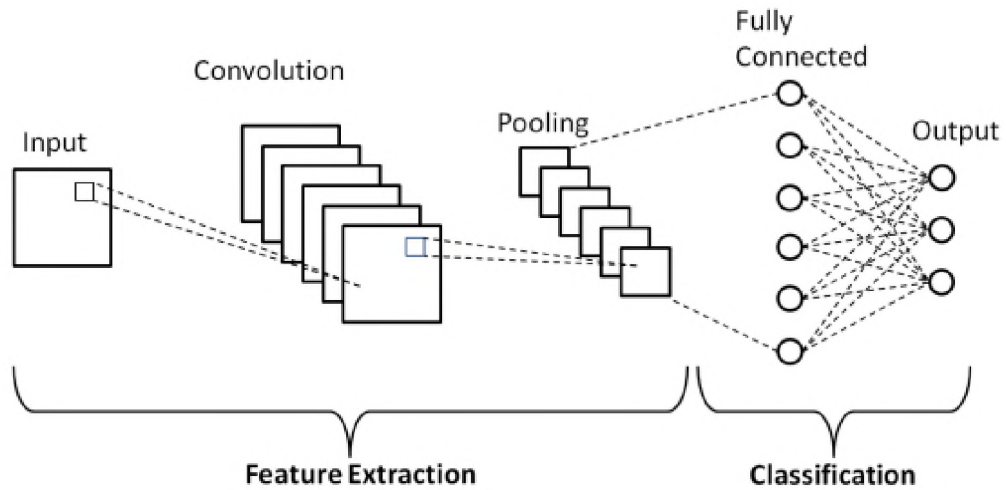 Fully
Connected
Convolution
Pooling
Output
Input
Feature Extraction
Classification